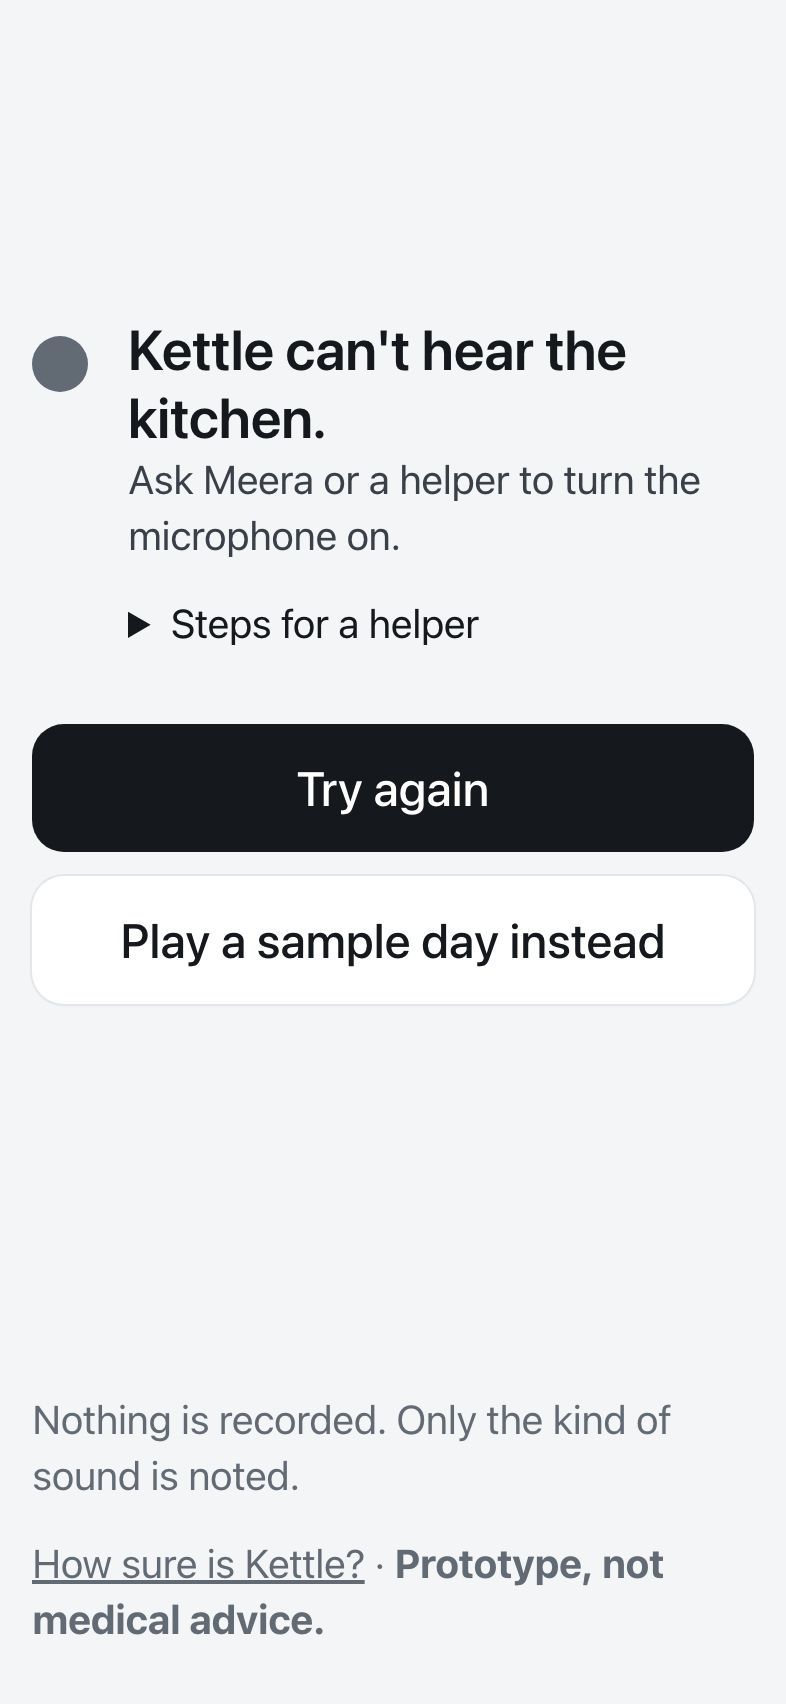 Kettle can't hear the
kitchen.
Ask Meera or a helper to turn the
microphone on.
Steps for a helper
Try again
Play a sample day instead
Nothing is recorded. Only the kind of
sound is noted.
How sure is Kettle? · Prototype, not
medical advice.